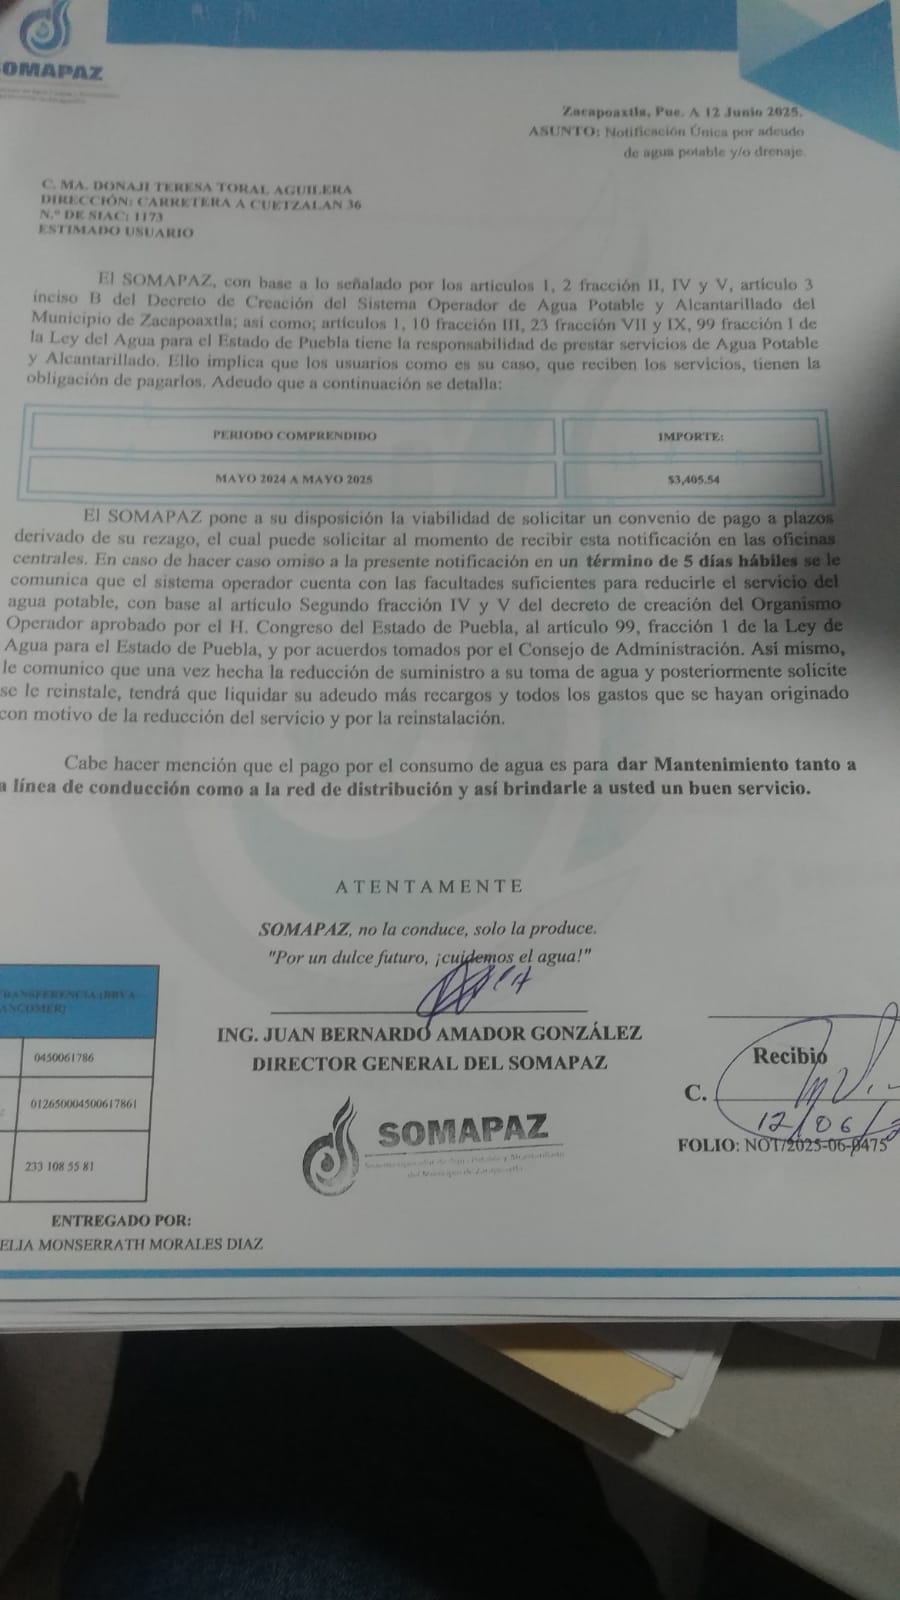 OMAPAZ
Zacapoaxtla, Pue. A 12 Junio 2025.
ASUNTO: Notificación Única por adeudo
de agua potable y/o drenaje.
C. MA. DONAJI TERESA TORAL AGUILERA
DIRECCIÓN: CARRETERA A CUETZALAN 36
N.º DE SIAC: 1173
ESTIMADO USUARIO
El SOMAPAZ, con base a lo señalado por los artículos 1, 2 fracción II, IV y V, artículo 3
inciso B del Decreto de Creación del Sistema Operador de Agua Potable y Alcantarillado del
Municipio de Zacapoaxtla; así como; artículos 1, 10 fracción III, 23 fracción VII y IX, 99 fracción I de
la Ley del Agua para el Estado de Puebla tiene la responsabilidad de prestar servicios de Agua Potable
y Alcantarillado. Ello implica que los usuarios como es su caso, que reciben los servicios, tienen la
obligación de pagarlos. Adeudo que a continuación se detalla:
PERIODO COMPRENDIDO IMPORTE:
MAYO 2024 A MAYO 2025 $3,405.54
El SOMAPAZ pone a su disposición la viabilidad de solicitar un convenio de pago a plazos
derivado de su rezago, el cual puede solicitar al momento de recibir esta notificación en las oficinas
centrales. En caso de hacer caso omiso a la presente notificación en un término de 5 días hábiles se le
comunica que el sistema operador cuenta con las facultades suficientes para reducirle el servicio del
agua potable, con base al artículo Segundo fracción IV y V del decreto de creación del Organismo
Operador aprobado por el H. Congreso del Estado de Puebla, al artículo 99, fracción 1 de la Ley de
Agua para el Estado de Puebla, y por acuerdos tomados por el Consejo de Administración. Así mismo,
le comunico que una vez hecha la reducción de suministro a su toma de agua y posteriormente solicite
se le reinstale, tendrá que liquidar su adeudo más recargos y todos los gastos que se hayan originado
con motivo de la reducción del servicio y por la reinstalación.
Cabe hacer mención que el pago por el consumo de agua es para dar Mantenimiento tanto a
a línea de conducción como a la red de distribución y así brindarle a usted un buen servicio.
ATENTAMENTE
SOMAPAZ, no la conduce, solo la produce.
"Por un dulce futuro, ¡cuidemos el agua!"
RANSFERENCIA (BBVA
ANCOMER)
0450061786
012650004500617861
233 108 55 81
ING. JUAN BERNARDO AMADOR GONZÁLEZ
DIRECTOR GENERAL DEL SOMAPAZ
SOMAPAZ
Recibio
C.
12/06/
FOLIO: NOT/2025-06-0475
ENTREGADO POR:
ELIA MONSERRATH MORALES DIAZ